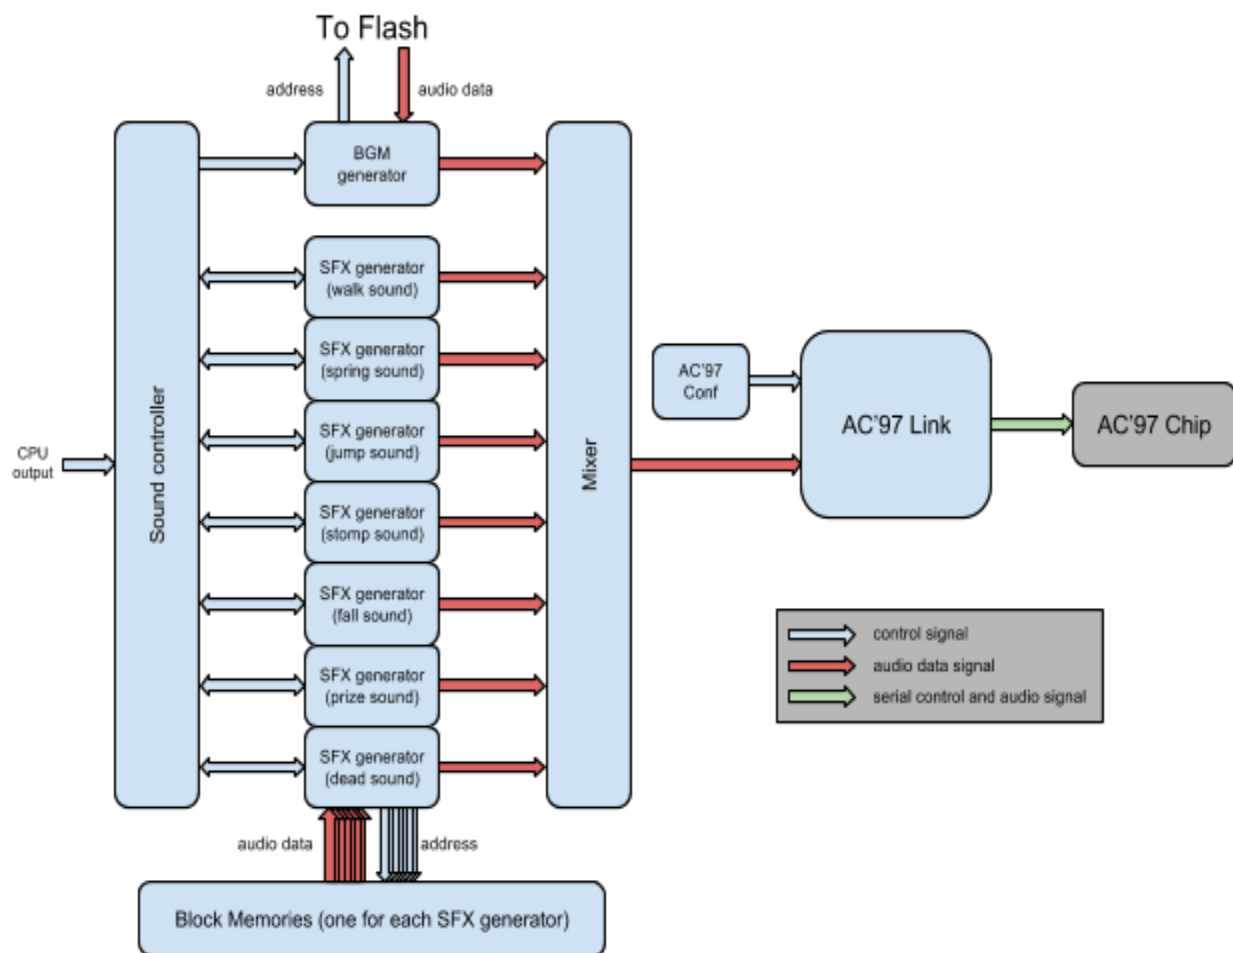 To Flash
address
audio data
BGM
generator
SFX generator
(walk sound)
SFX generator
(spring sound)
SFX generator
(jump sound)
SFX generator
(stomp sound)
SFX generator
(fall sound)
SFX generator
(prize sound)
SFX generator
(dead sound)
CPU
output
Sound controller
Mixer
AC'97
Conf
AC'97 Link
AC'97 Chip
control signal
audio data signal
serial control and audio signal
audio data
address
Block Memories (one for each SFX generator)